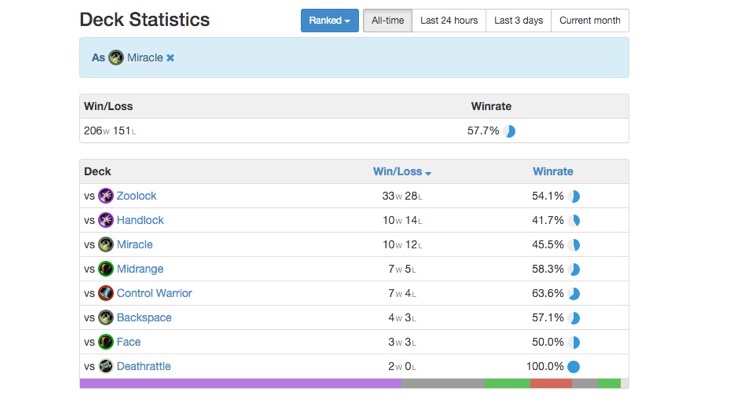 Deck Statistics
Ranked All-time Last 24 hours Last 3 days Current month
As Miracle ×
Win/Loss Winrate
206W 151L 57.7%
Deck Win/Loss Winrate
vs Zoolock 33W 28L 54.1%
vs Handlock 10W 14L 41.7%
vs Miracle 10W 12L 45.5%
vs Midrange 7W 5L 58.3%
vs Control Warrior 7W 4L 63.6%
vs Backspace 4W 3L 57.1%
vs Face 3W 3L 50.0%
vs Deathrattle 2W 0L 100.0%